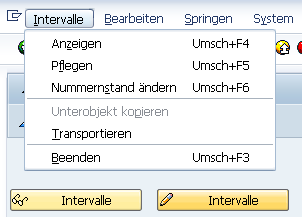 Intervalle Bearbeiten Springen System
Anzeigen Umsch+F4
Pflegen Umsch+F5
Nummernstand ändern Umsch+F6
Unterobjekt kopieren
Transportieren
Beenden Umsch+F3
Intervalle Intervalle